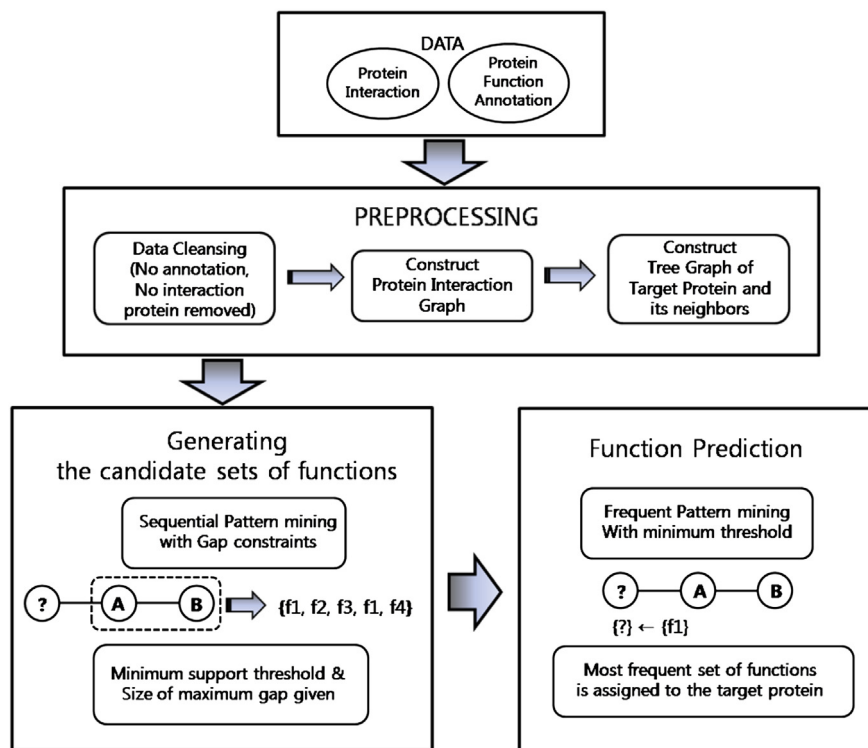 DATA
Protein
Interaction
Protein
Function
Annotation
PREPROCESSING
Data Cleansing
(No annotation,
No interaction
protein removed)
Construct
Protein Interaction
Graph
Construct
Tree Graph of
Target Protein and
its neighbors
Generating
the candidate sets of functions
Sequential Pattern mining
with Gap constraints
? A B {f1, f2, f3, f1, f4}
Minimum support threshold &
Size of maximum gap given
Function Prediction
Frequent Pattern mining
With minimum threshold
? A B
{?} ← {f1}
Most frequent set of functions
is assigned to the target protein